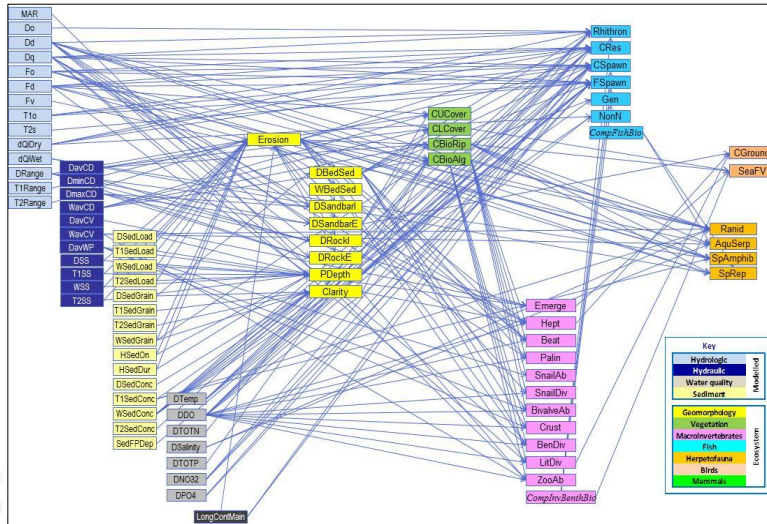 MAR
Do
Dd
Dq
Fo
Fd
Fv
T1o
T2s
dQiDry
dQiWet
DRange
T1Range
T2Range
DavCD
DminCD
DmaxCD
WavCD
DavCV
WavCV
DavWP
DSS
T1SS
WSS
T2SS
DSedLoad
T1SedLoad
WSedLoad
T2SedLoad
DSedGrain
T1SedGrain
T2SedGrain
WSedGrain
HSedOn
HSedDur
DSedConc
T1SedConc
WSedConc
T2SedConc
SedFPDep
DTemp
DDO
DTOTN
DSalinity
DTOTP
DNO32
DPO4
LongContMain
Erosion
DBedSed
WBedSed
DSandbarI
DSandbarE
DRockI
DRockE
PDepth
Clarity
CUCover
CLCover
CBioRip
CBioAlg
Emerge
Hept
Beat
Palin
SnailAb
SnailDiv
BivalveAb
Crust
BenDiv
LitDiv
ZooAb
CompInvBenthBio
Rhithron
CRes
CSpawn
FSpawn
Gen
NonN
CompFishBio
CGround
SeaFV
Ranid
AquSerp
SpAmphib
SpRep
Key
Hydrologic
Hydraulic
Water quality
Sediment
Modelled
Geomorphology
Vegetation
Macroinvertebrates
Fish
Herpetofauna
Birds
Mammals
Ecosystem